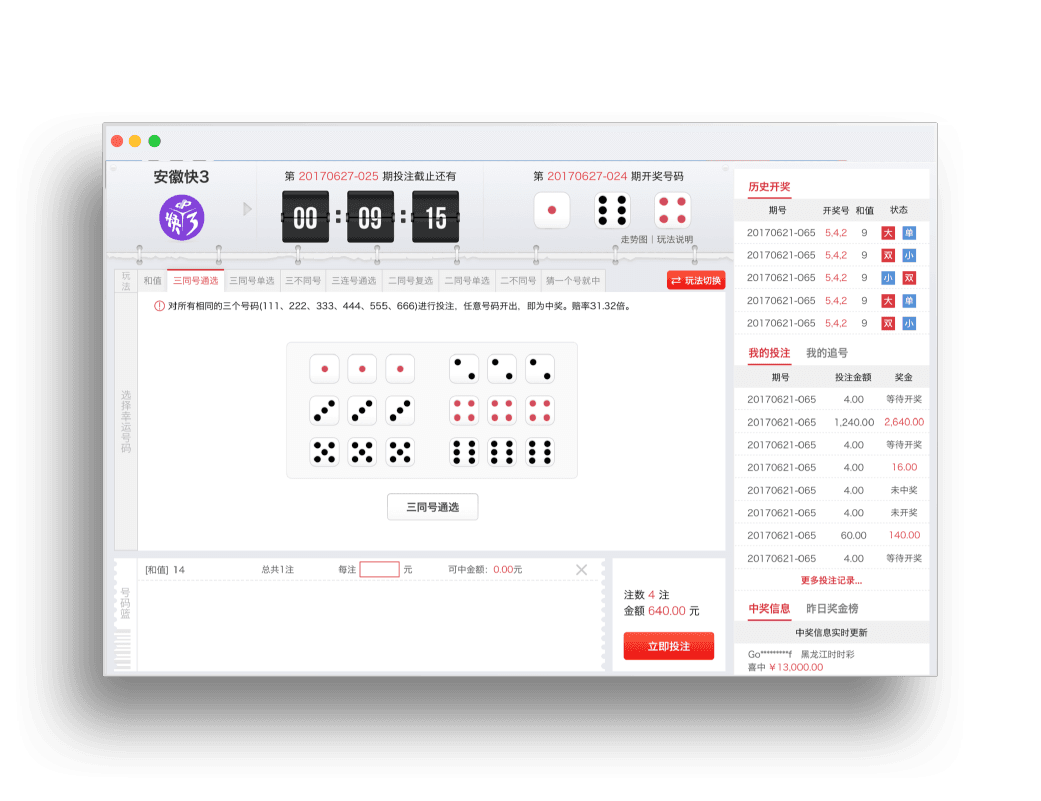 安徽快3
快3
第 20170627-025 期投注截止还有
00 : 09 : 15
第 20170627-024 期开奖号码
走势图 | 玩法说明
玩法
和值 三同号通选 三同号单选 三不同号 三连号通选 二同号复选 二同号单选 二不同号 猜一个号就中
玩法切换
对所有相同的三个号码(111、222、333、444、555、666)进行投注，任意号码开出，即为中奖。赔率31.32倍。
选择幸运号码
三同号通选
号码篮
[和值] 14 总共1注 每注 元 可中金额: 0.00元
注数 4 注
金额 640.00 元
立即投注
历史开奖
期号 开奖号 和值 状态
20170621-065 5,4,2 9 大 单
20170621-065 5,4,2 9 双 小
20170621-065 5,4,2 9 小 双
20170621-065 5,4,2 9 大 单
20170621-065 5,4,2 9 双 小
我的投注 我的追号
期号 投注金额 奖金
20170621-065 4.00 等待开奖
20170621-065 1,240.00 2,640.00
20170621-065 4.00 等待开奖
20170621-065 4.00 16.00
20170621-065 4.00 未中奖
20170621-065 4.00 未开奖
20170621-065 60.00 140.00
20170621-065 4.00 等待开奖
更多投注记录...
中奖信息 昨日奖金榜
中奖信息实时更新
Go*********f 黑龙江时时彩
喜中 ￥13,000.00